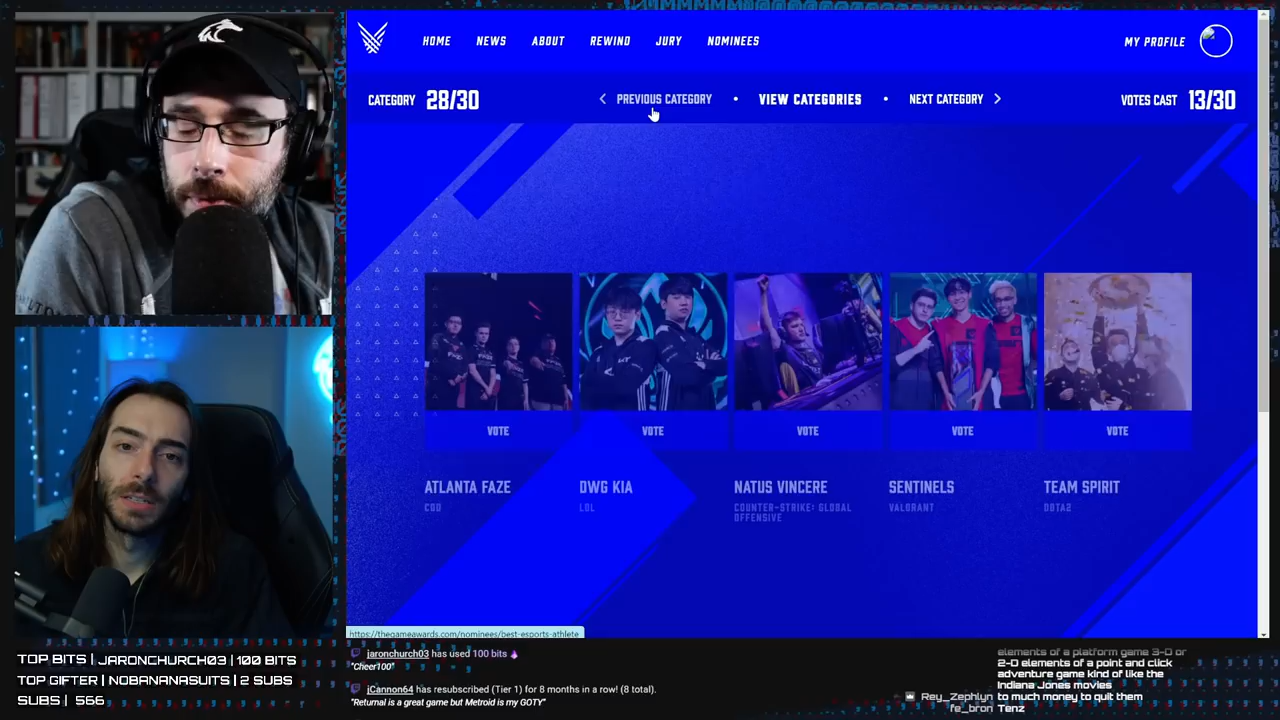 HOME NEWS ABOUT REWIND JURY NOMINEES MY PROFILE
CATEGORY 28/30 PREVIOUS CATEGORY • VIEW CATEGORIES • NEXT CATEGORY VOTES CAST 13/30
VOTE VOTE VOTE VOTE VOTE
ATLANTA FAZE DWG KIA NATUS VINCERE SENTINELS TEAM SPIRIT
COD LOL COUNTER-STRIKE: GLOBAL VALORANT DOTA2
OFFENSIVE
https://thegameawards.com/nominees/best-esports-athlete
TOP BITS | JARONCHURCH03 | 100 BITS
TOP GIFTER | NOBANANASUITS | 2 SUBS
SUBS | 566
jaronchurch03 has used 100 bits
"Cheer100"
jCannon64 has resubscribed (Tier 1) for 8 months in a row! (8 total).
"Returnal is a great game but Metroid is my GOTY"
elements of a platform game 3-D or
2-D elements of a point and click
adventure game kind of like the
Indiana Jones movies
Rey_Zephlyn to much money to quit them
fe_bron Tenz